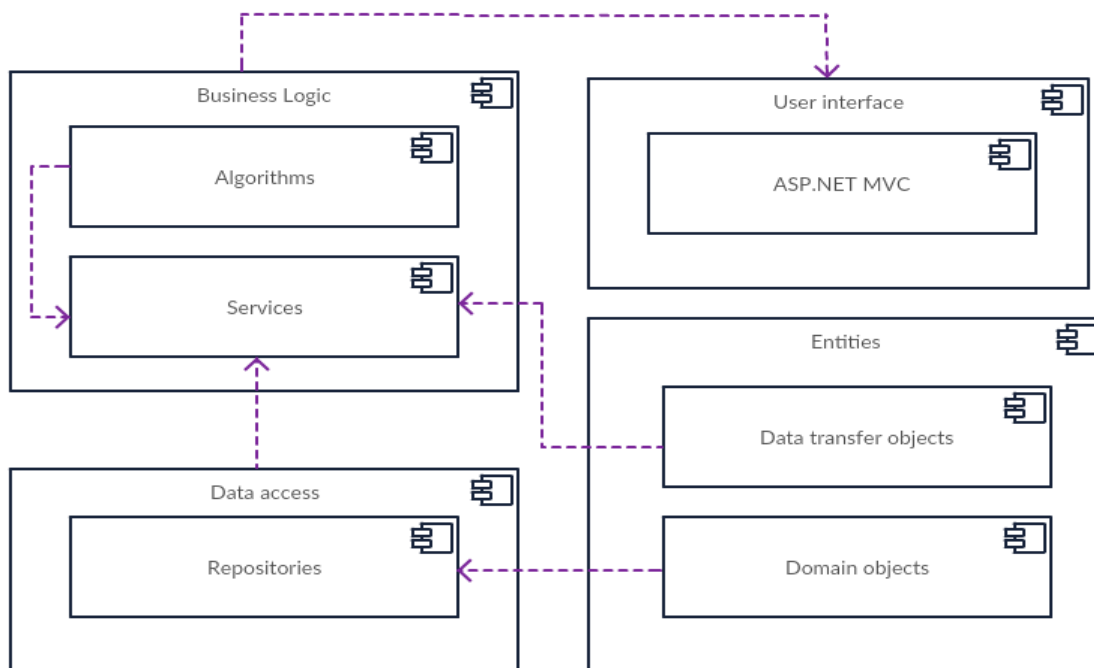 Business Logic
Algorithms
Services
User interface
ASP.NET MVC
Entities
Data transfer objects
Domain objects
Data access
Repositories